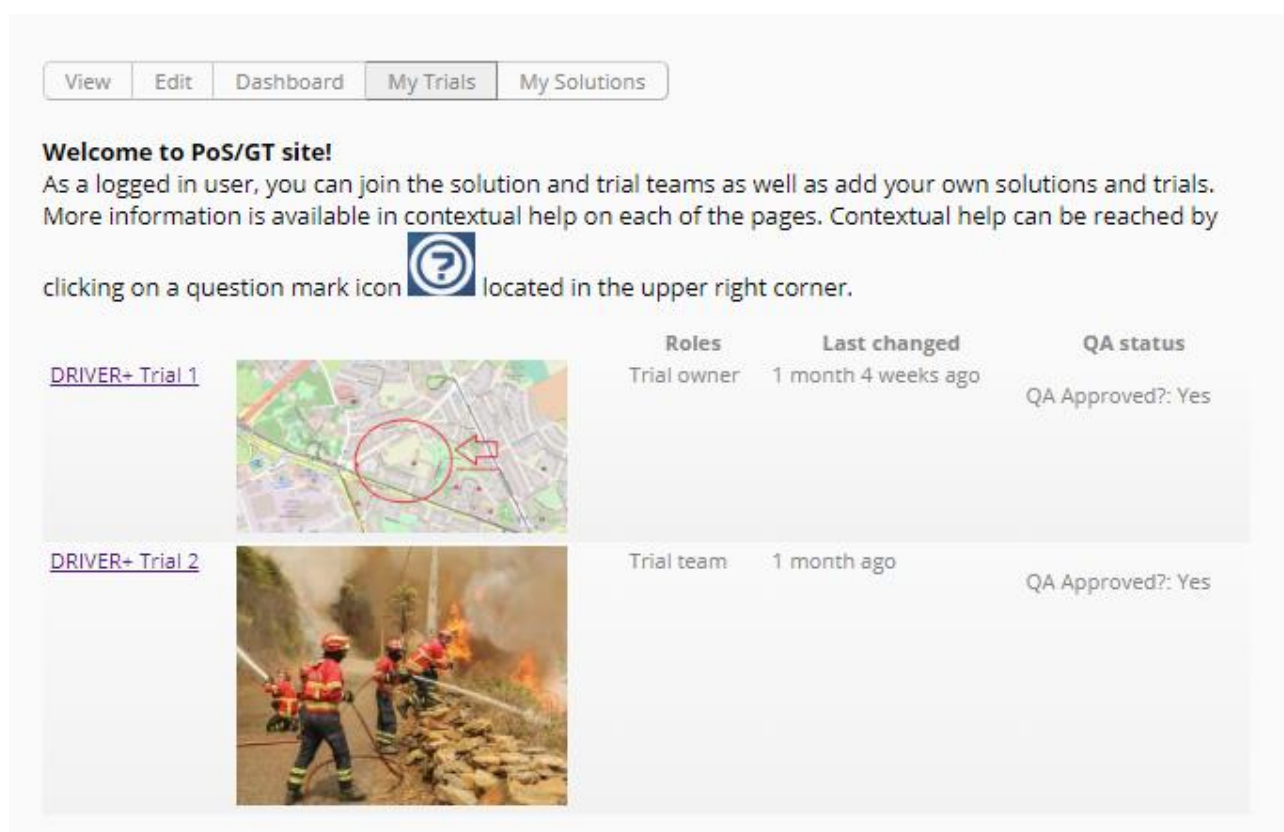 View Edit Dashboard My Trials My Solutions
Welcome to PoS/GT site!
As a logged in user, you can join the solution and trial teams as well as add your own solutions and trials.
More information is available in contextual help on each of the pages. Contextual help can be reached by
clicking on a question mark icon ? located in the upper right corner.
Roles Last changed QA status
DRIVER+ Trial 1 Trial owner 1 month 4 weeks ago
QA Approved?: Yes
DRIVER+ Trial 2 Trial team 1 month ago
QA Approved?: Yes